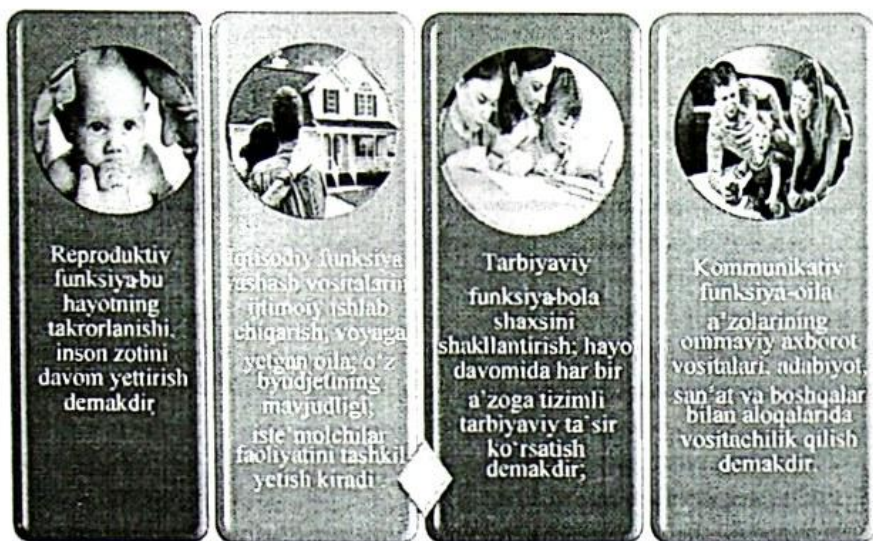 Reproduktiv
funksiya-bu
hayotning
takrorlanishi,
inson zotini
davom yettirish
demakdir,
Iqtisodiy funksiya
yashash vositalarin
ijtimoiy ishlab
chiqarish, voyaga
yetgan oila; o'z
byudjetining
mavjudligi;
iste'molchilar
faoliyatini tashkil
yetish kiradi
Tarbiyaviy
funksiya-bola
shaxsini
shakllantirish; hayo
davomida har bir
a'zoga tizimli
tarbiyaviy ta`sir
ko`rsatish
demakdir;
Kommunikativ
funksiya-oila
a'zolarining
ommaviy axborot
vositalari, adabiyot,
san'at va boshqalar
bilan aloqalarida
vositachilik qilish
demakdir.